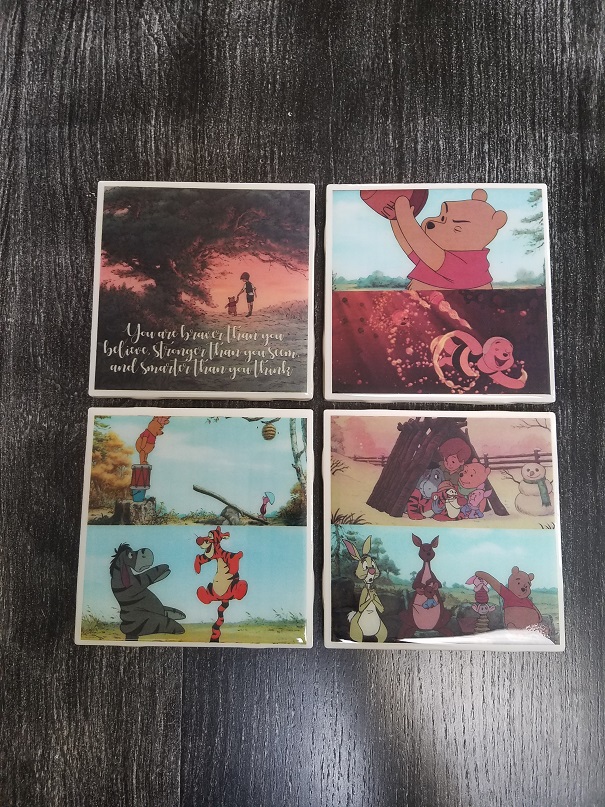 You are braver than you
believe, stronger than you seem,
and smarter than you think